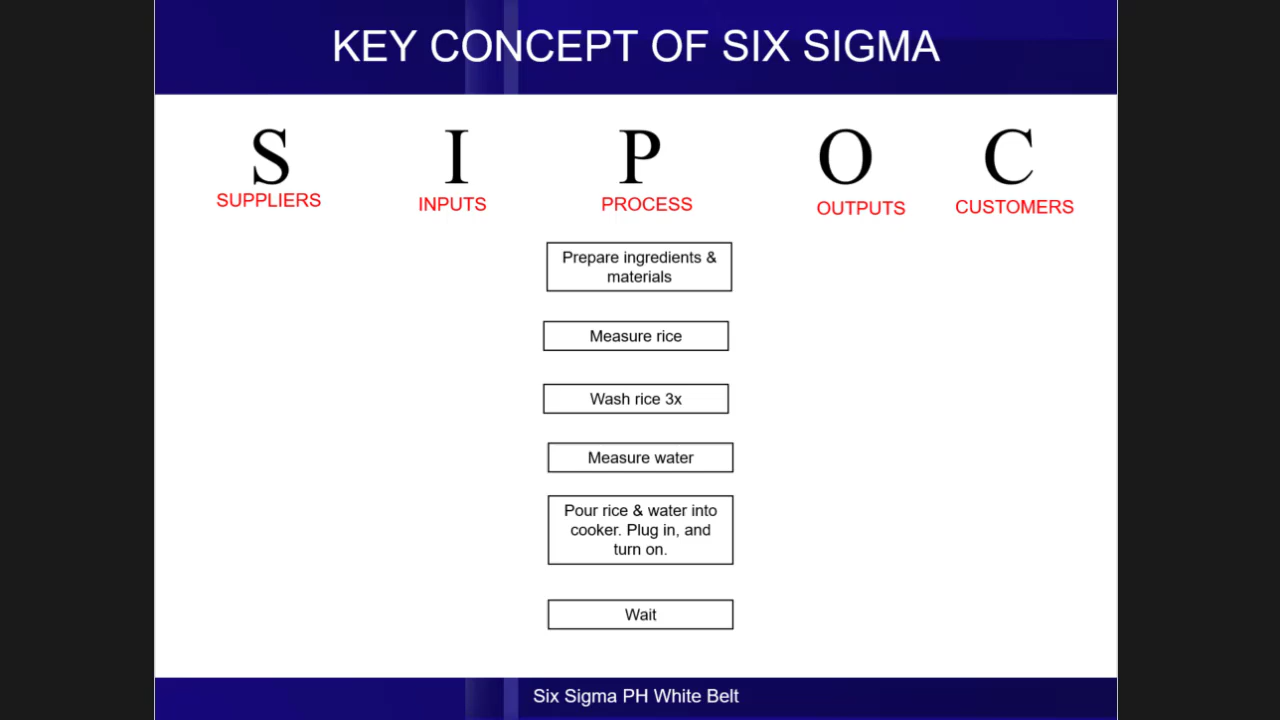 KEY CONCEPT OF SIX SIGMA
S I P O C
SUPPLIERS INPUTS PROCESS OUTPUTS CUSTOMERS
Prepare ingredients &
materials
Measure rice
Wash rice 3x
Measure water
Pour rice & water into
cooker. Plug in, and
turn on.
Wait
Six Sigma PH White Belt